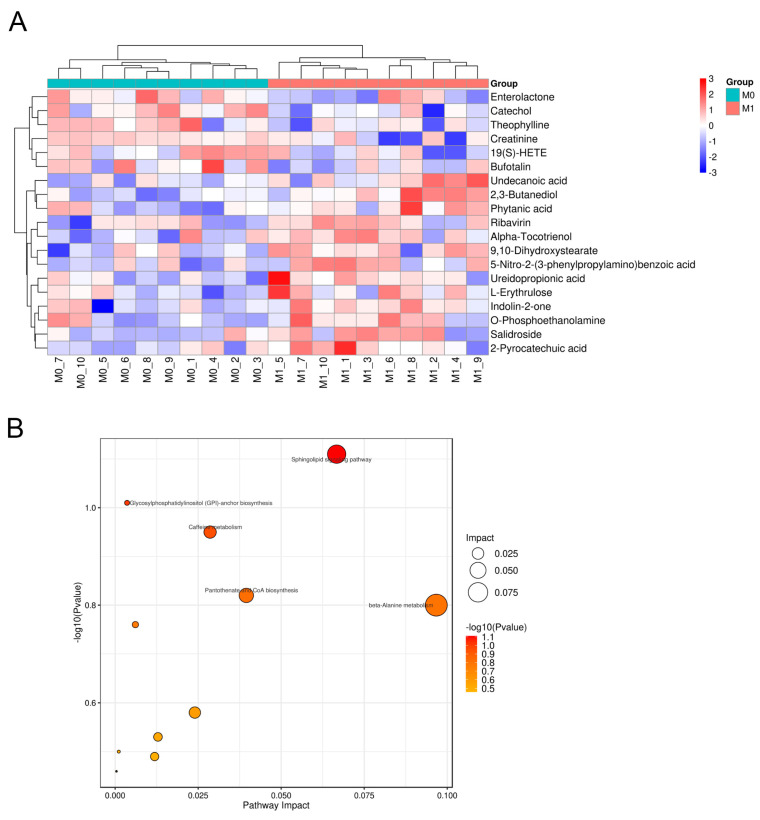 A
Group
Enterolactone
Catechol
Theophylline
Creatinine
19(S)-HETE
Bufotalin
Undecanoic acid
2,3-Butanediol
Phytanic acid
Ribavirin
Alpha-Tocotrienol
9,10-Dihydroxystearate
5-Nitro-2-(3-phenylpropylamino)benzoic acid
Ureidopropionic acid
L-Erythrulose
Indolin-2-one
O-Phosphoethanolamine
Salidroside
2-Pyrocatechuic acid
M0_7
M0_10
M0_5
M0_6
M0_8
M0_9
M0_1
M0_4
M0_2
M0_3
M1_5
M1_7
M1_10
M1_1
M1_3
M1_6
M1_8
M1_2
M1_4
M1_9
3
2
1
0
-1
-2
-3
Group
M0
M1
B
-log10(Pvalue)
1.0
0.8
0.6
Sphingolipid signaling pathway
Glycosylphosphatidylinositol (GPI)-anchor biosynthesis
Caffeine metabolism
Pantothenate and CoA biosynthesis
beta-Alanine metabolism
0.000
0.025
0.050
0.075
0.100
Pathway Impact
Impact
0.025
0.050
0.075
-log10(Pvalue)
1.1
1.0
0.9
0.8
0.7
0.6
0.5